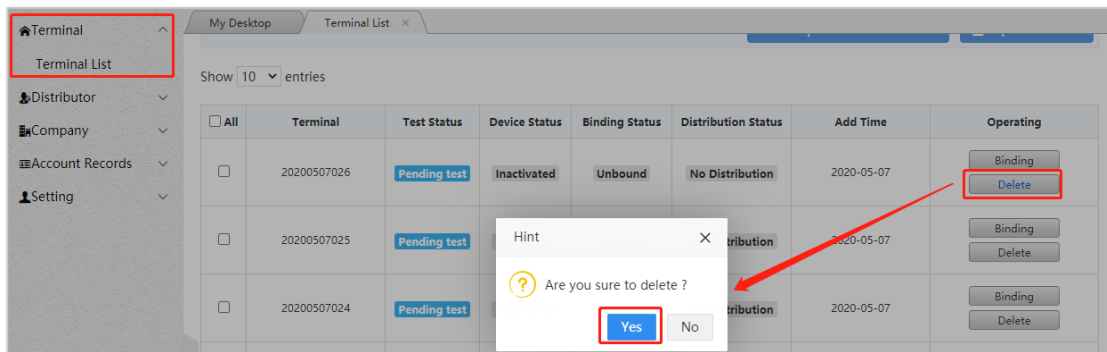 My Desktop
Terminal List ×
Terminal
Terminal List
Distributor
Company
Account Records
Setting
Show 10 entries
All Terminal Test Status Device Status Binding Status Distribution Status Add Time Operating
20200507026 Pending test Inactivated Unbound No Distribution 2020-05-07 Binding
Delete
20200507025 Pending test tribution 2020-05-07 Binding
Delete
20200507024 Pending test tribution 2020-05-07 Binding
Delete
Hint ×
? Are you sure to delete ?
Yes No